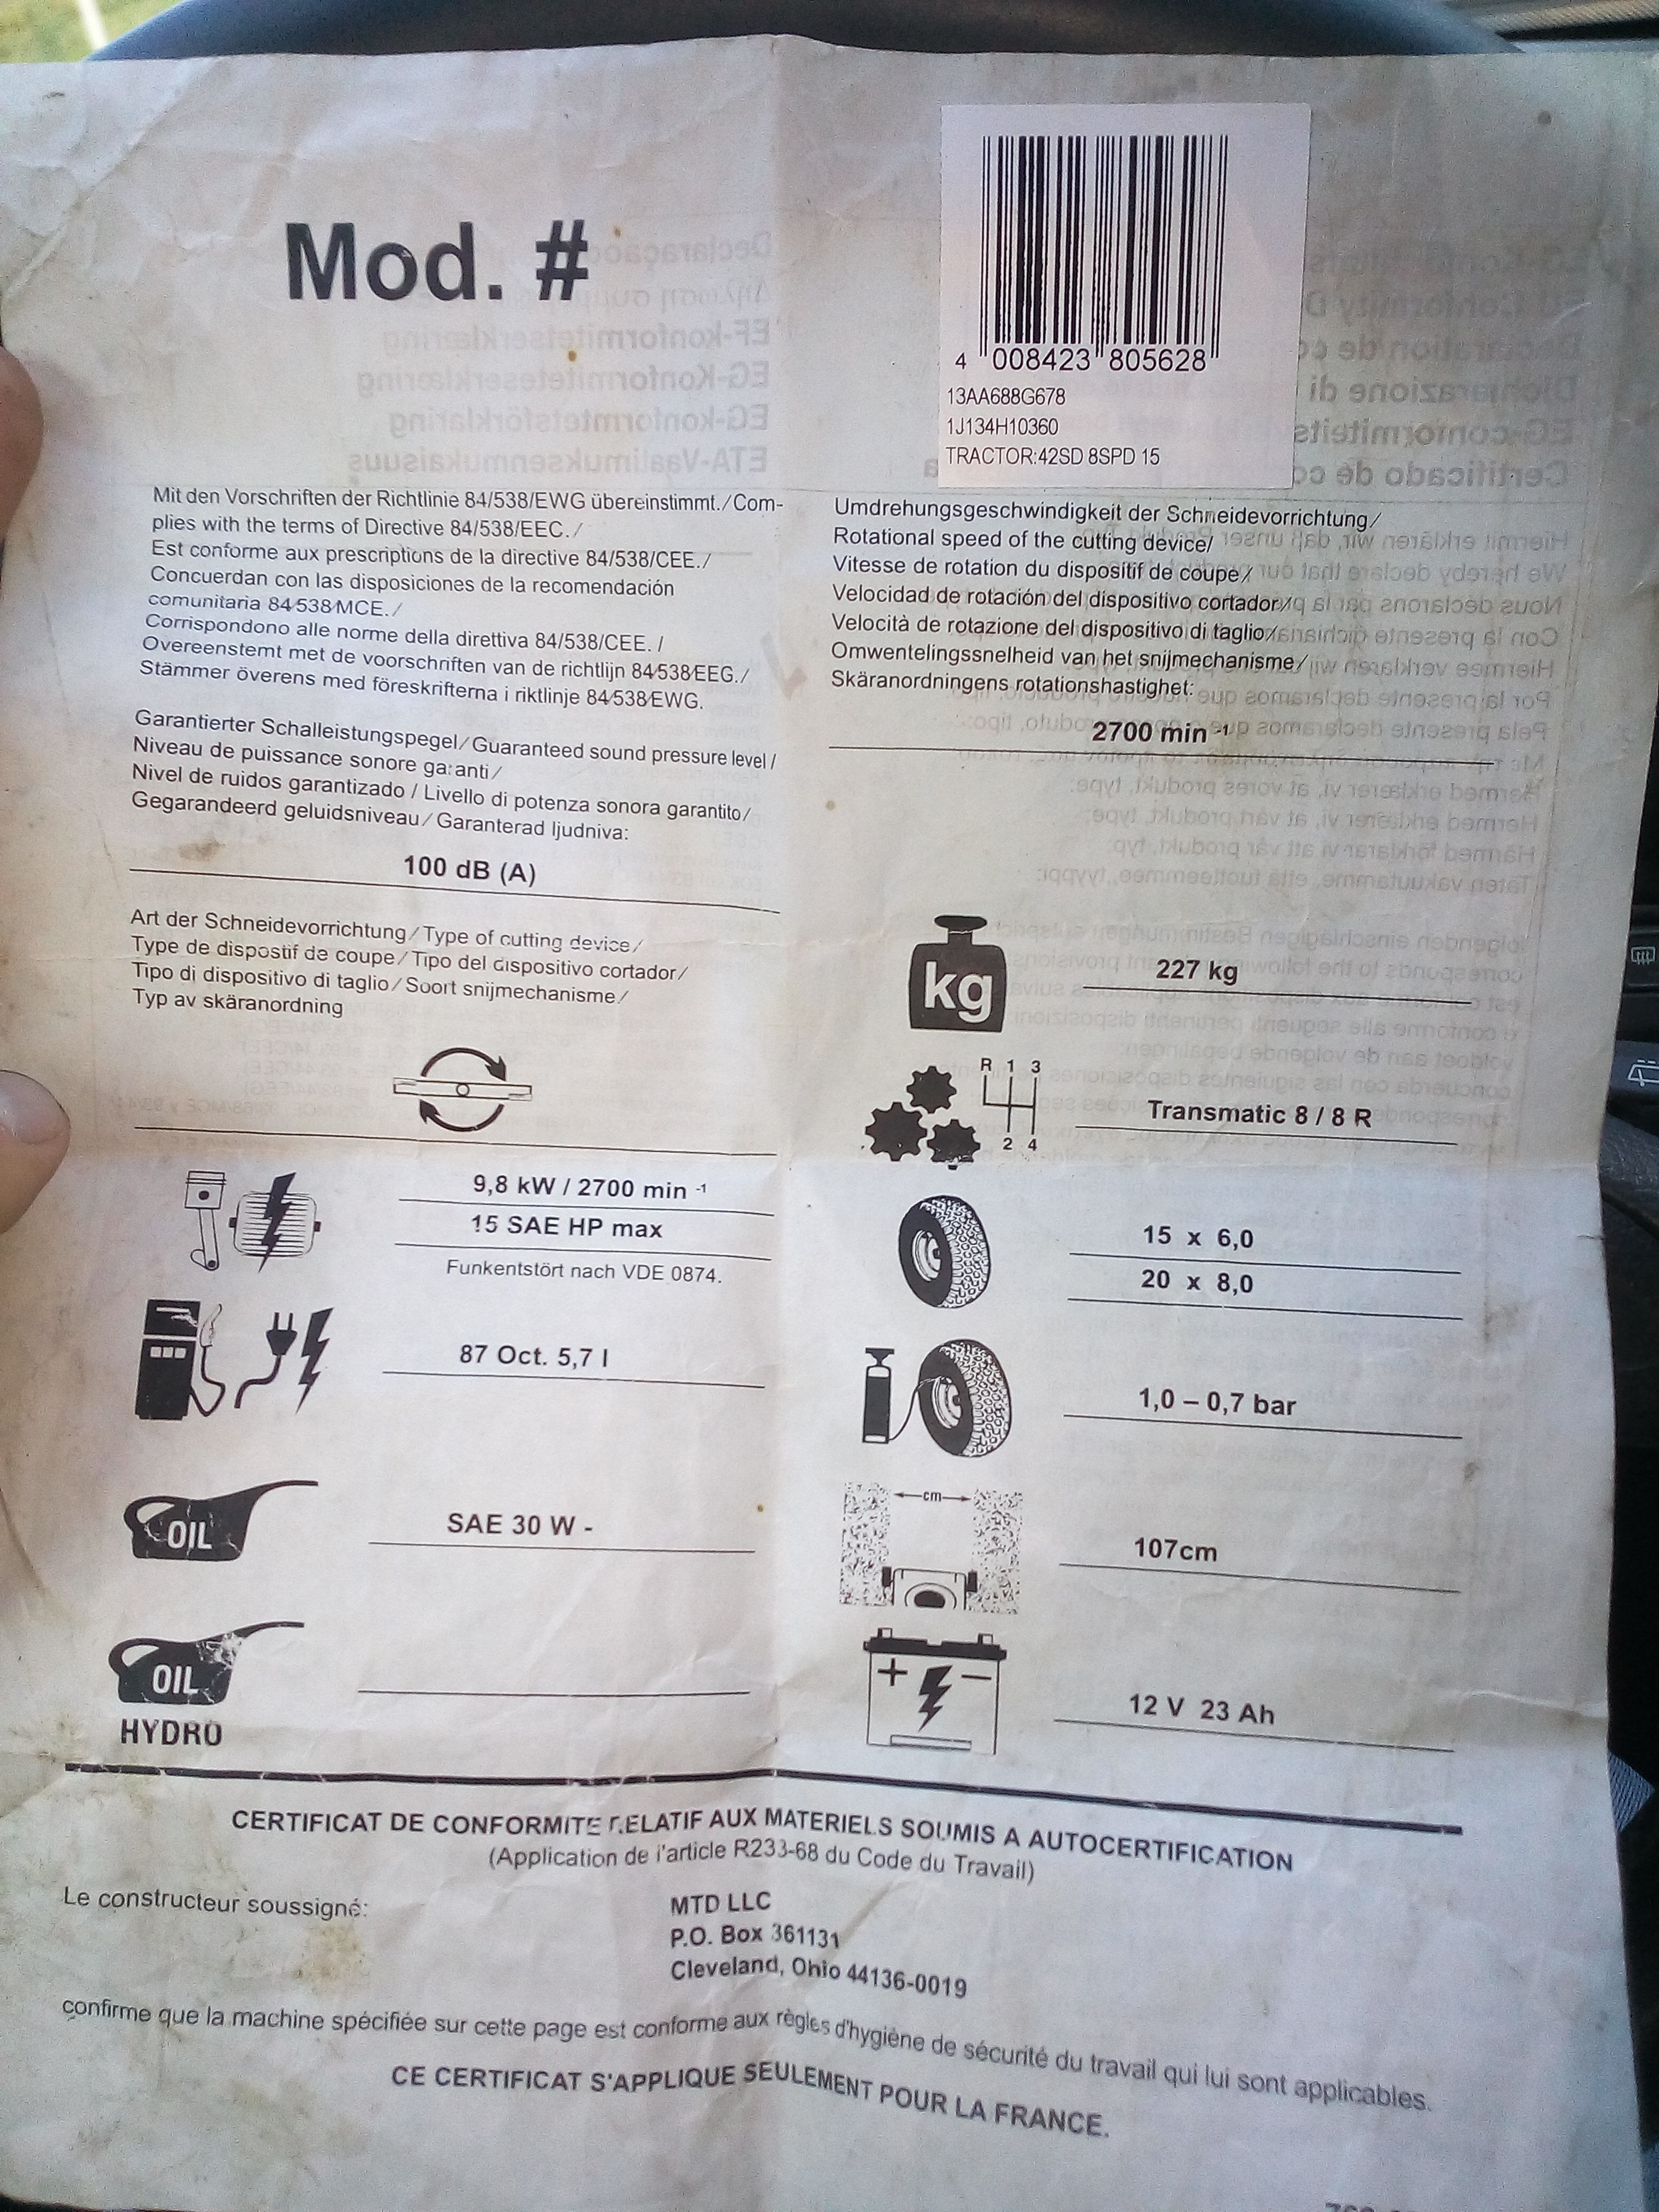 Mod. #
4 008423 805628
13AA688G678
1J134H10360
TRACTOR:42SD 8SPD 15
Mit den Vorschriften der Richtlinie 84/538/EWG übereinstimmt./Com-
plies with the terms of Directive 84/538/EEC./
Est conforme aux prescriptions de la directive 84/538/CEE./
Concuerdan con las disposiciones de la recomendación
comunitaria 84/538/MCE./
Corrispondono alle norme della direttiva 84/538/CEE. /
Overeenstemt met de voorschriften van de richtlijn 84/538/EEG./
Stämmer överens med föreskrifterna i riktlinje 84/538/EWG.
Garantierter Schalleistungspegel/Guaranteed sound pressure level/
Niveau de puissance sonore garanti/
Nivel de ruidos garantizado / Livello di potenza sonora garantito/
Gegarandeerd geluidsniveau/Garanterad ljudniva:
100 dB (A)
Art der Schneidevorrichtung/Type of cutting device/
Type de dispostif de coupe/Tipo del dispositivo cortador/
Tipo di dispositivo di taglio/Soort snijmechanisme/
Typ av skäranordning
9,8 kW / 2700 min -1
15 SAE HP max
Funkentstört nach VDE 0874.
87 Oct. 5,7 l
OIL
SAE 30 W -
OIL
HYDRO
Umdrehungsgeschwindigkeit der Schneidevorrichtung/
Rotational speed of the cutting device/
Vitesse de rotation du dispositif de coupe/
Velocidad de rotación del dispositivo cortador/
Velocità de rotazione del dispositivo di taglio/
Omwentelingssnelheid van het snijmechanisme/
Skäranordningens rotationshastighet:
2700 min -1
kg
227 kg
R 1 3
2 4
Transmatic 8 / 8 R
15 x 6,0
20 x 8,0
1,0 – 0,7 bar
cm
107cm
+ −
12 V 23 Ah
CERTIFICAT DE CONFORMITE RELATIF AUX MATERIELS SOUMIS A AUTOCERTIFICATION
(Application de l'article R233-68 du Code du Travail)
Le constructeur soussigné:
MTD LLC
P.O. Box 361131
Cleveland, Ohio 44136-0019
confirme que la machine spécifiée sur cette page est conforme aux règles d'hygiène de sécurité du travail qui lui sont applicables.
CE CERTIFICAT S'APPLIQUE SEULEMENT POUR LA FRANCE.